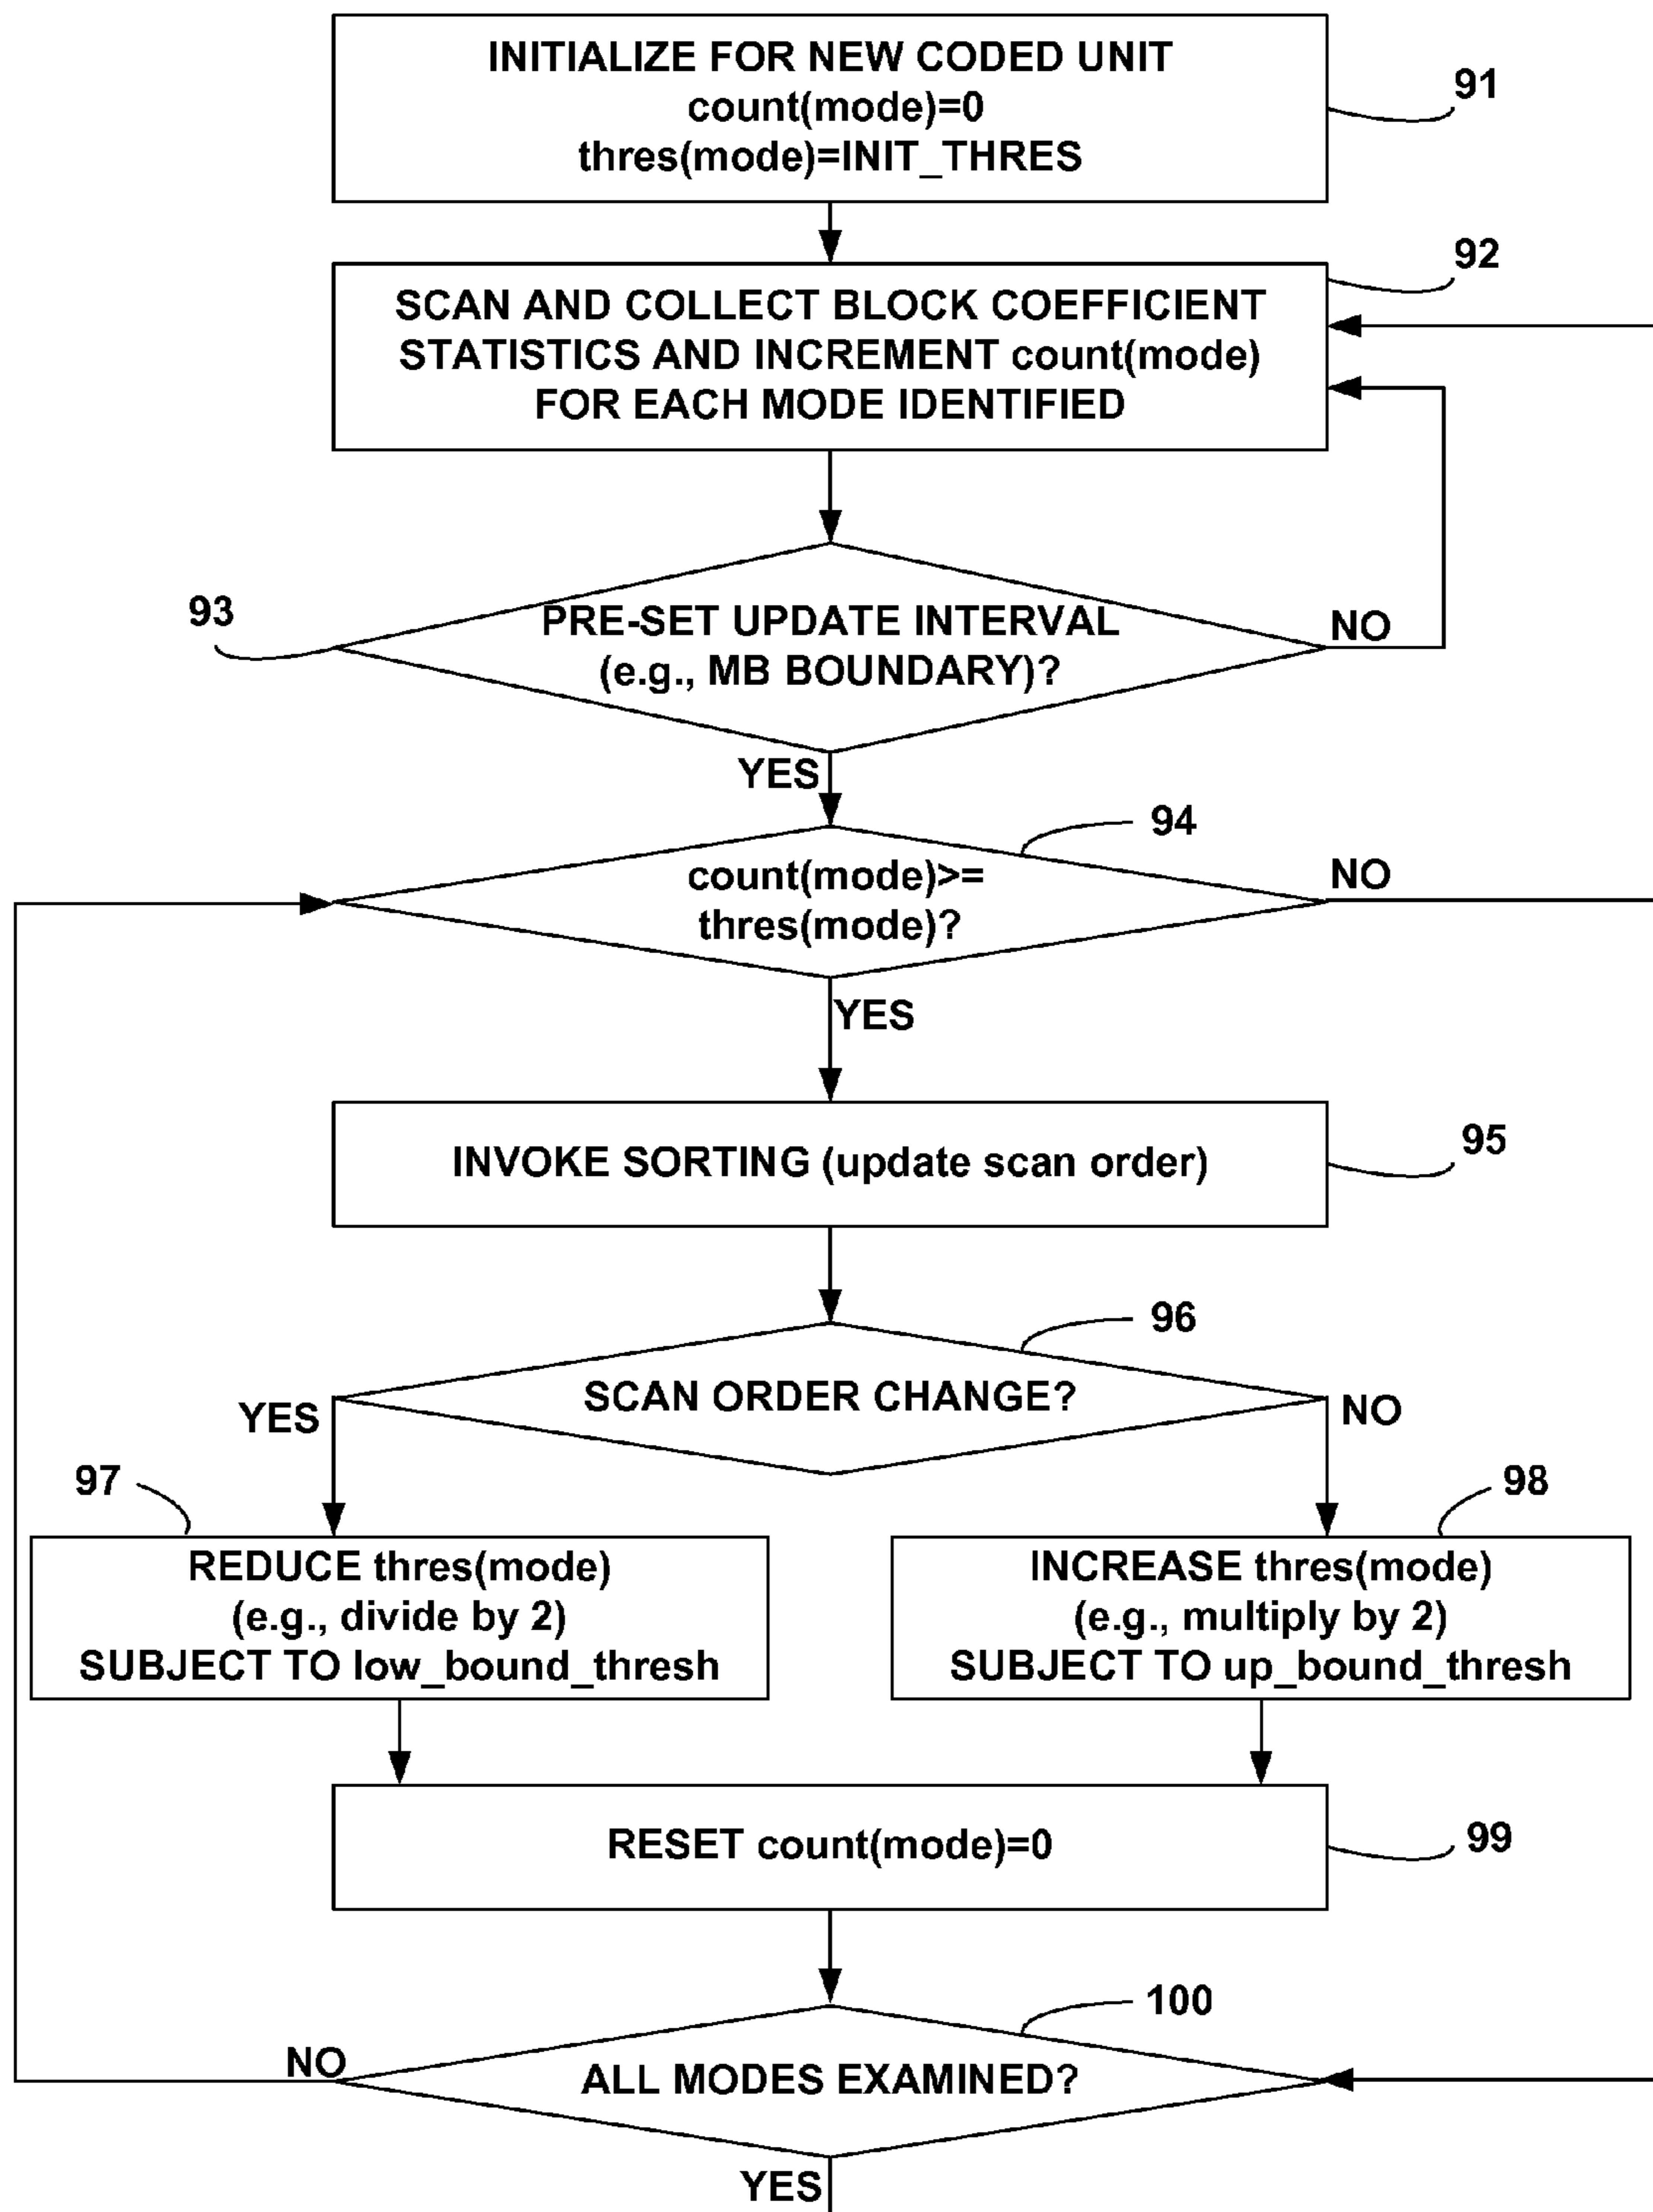 INITIALIZE FOR NEW CODED UNIT
count(mode)=0
thres(mode)=INIT_THRES
91
SCAN AND COLLECT BLOCK COEFFICIENT
STATISTICS AND INCREMENT count(mode)
FOR EACH MODE IDENTIFIED
92
93
PRE-SET UPDATE INTERVAL
(e.g., MB BOUNDARY)?
NO
YES
94
count(mode)>=
thres(mode)?
NO
YES
INVOKE SORTING (update scan order)
95
96
SCAN ORDER CHANGE?
YES
NO
97
98
REDUCE thres(mode)
(e.g., divide by 2)
SUBJECT TO low_bound_thresh
INCREASE thres(mode)
(e.g., multiply by 2)
SUBJECT TO up_bound_thresh
RESET count(mode)=0
99
100
NO
ALL MODES EXAMINED?
YES